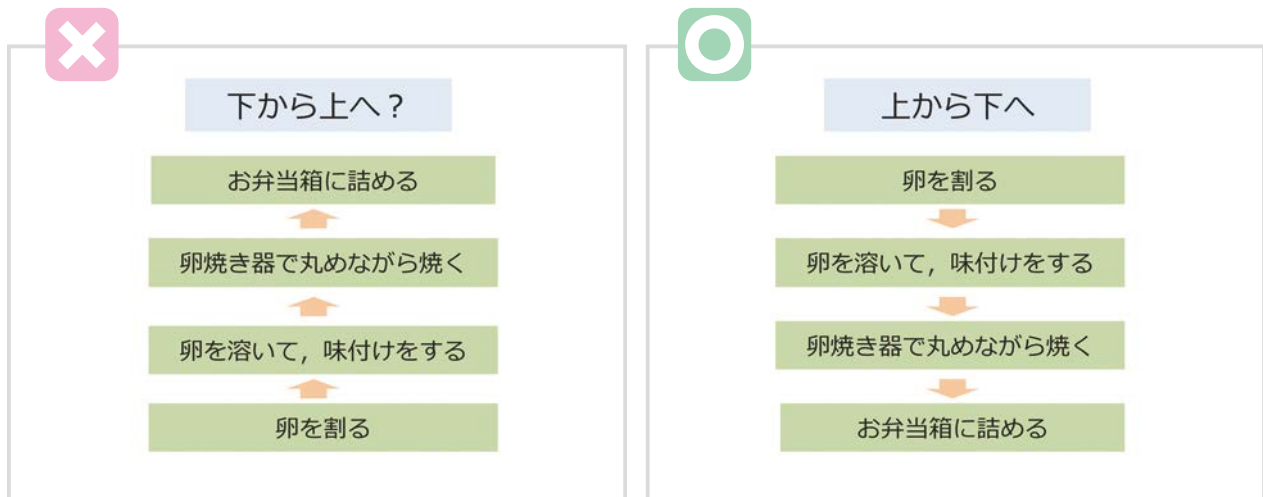 下から上へ？
お弁当箱に詰める
卵焼き器で丸めながら焼く
卵を溶いて，味付けをする
卵を割る
上から下へ
卵を割る
卵を溶いて，味付けをする
卵焼き器で丸めながら焼く
お弁当箱に詰める